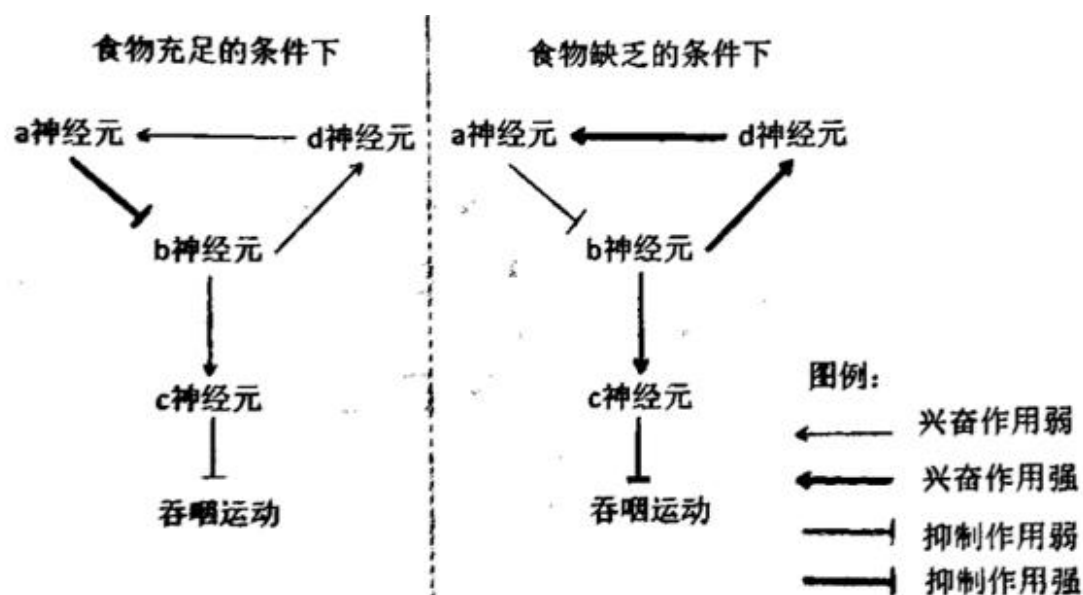 食物充足的条件下
a神经元
d神经元
b神经元
c神经元
吞咽运动
食物缺乏的条件下
a神经元
d神经元
b神经元
c神经元
吞咽运动
图例:
兴奋作用弱
兴奋作用强
抑制作用弱
抑制作用强